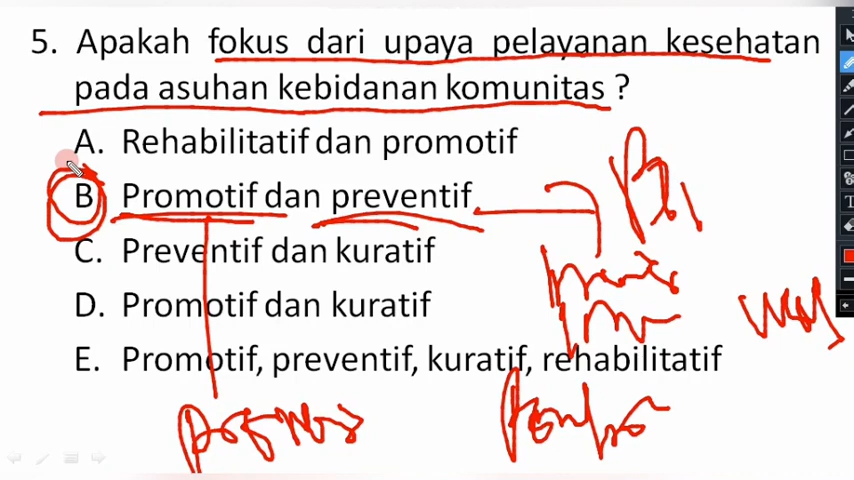 5. Apakah fokus dari upaya pelayanan kesehatan
pada asuhan kebidanan komunitas ?
A. Rehabilitatif dan promotif
B. Promotif dan preventif
C. Preventif dan kuratif
D. Promotif dan kuratif
E. Promotif, preventif, kuratif, rehabilitatif